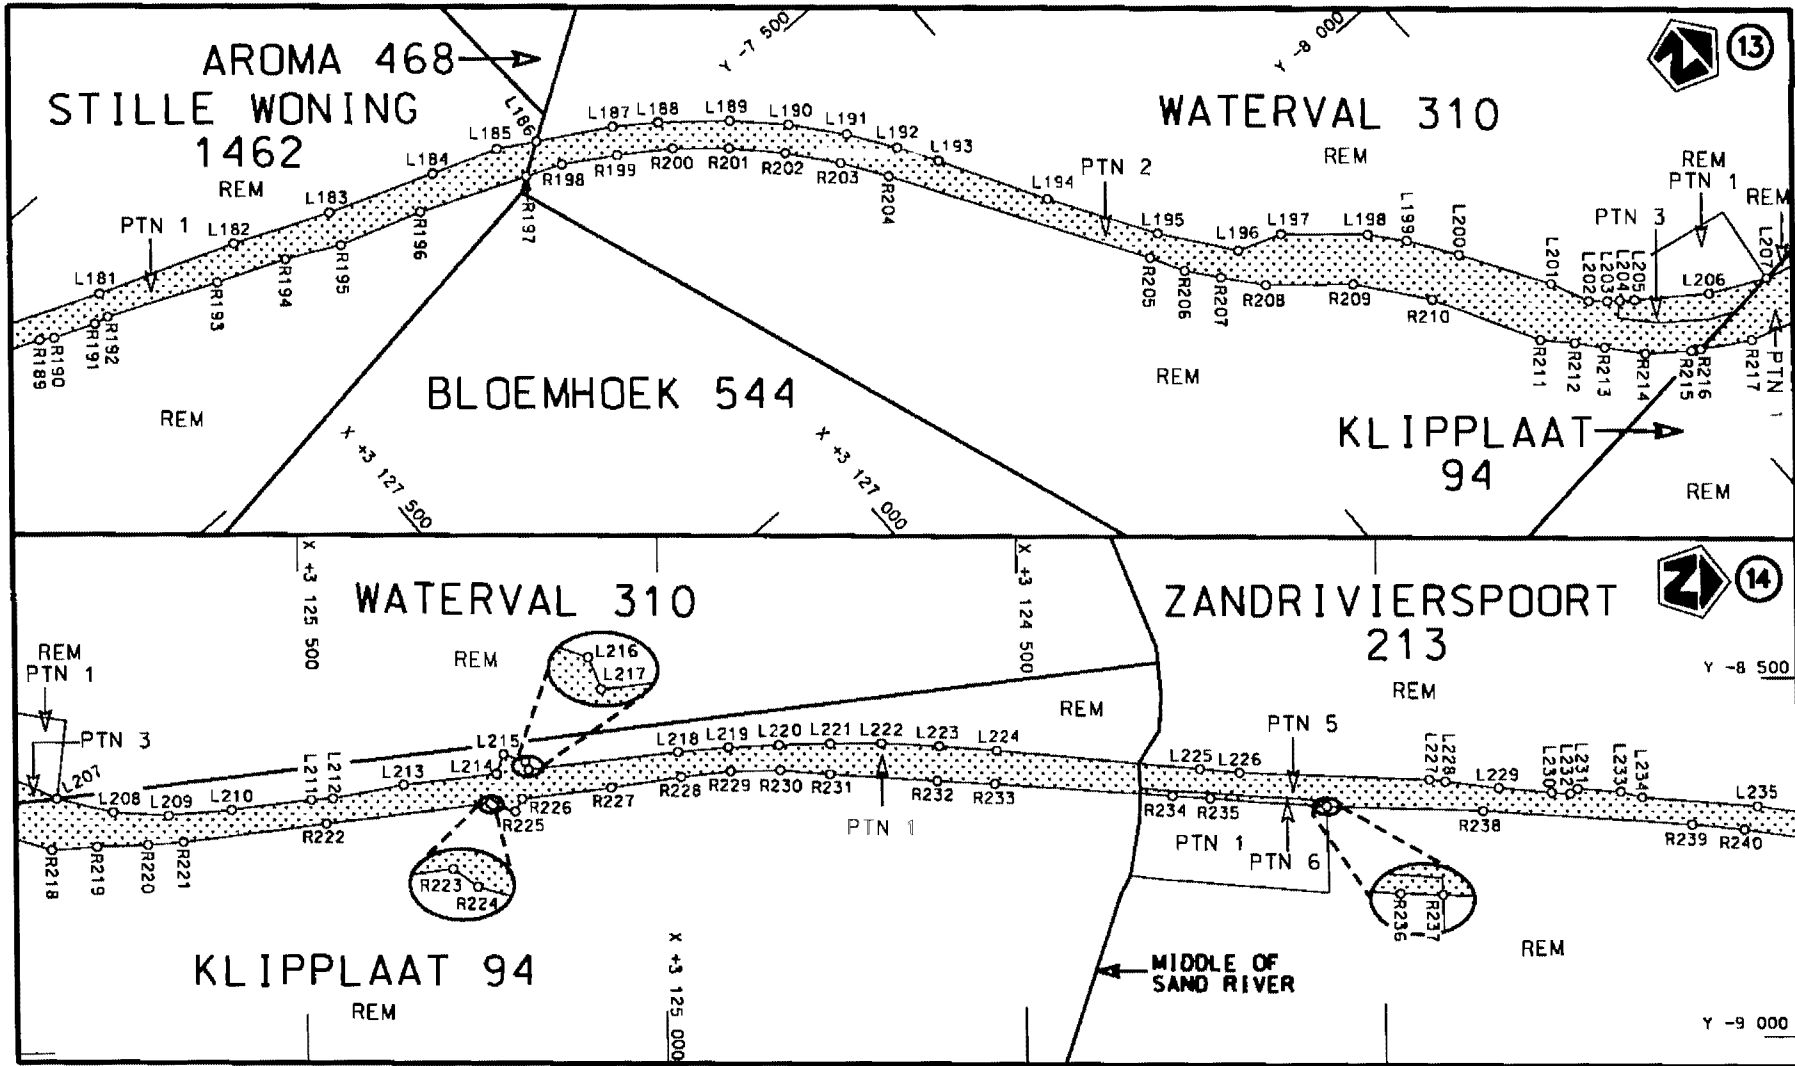 Y -7 500
Y -8 000
13
AROMA 468
STILLE WONING
1462
REM
WATERVAL 310
REM
PTN 2
REM
PTN 1
REM
PTN 3
PTN 1
L181
L182
L183
L184
L185
L186
L187
L188
L189
L190
L191
L192
L193
L194
L195
L196
L197
L198
L199
L200
L201
L202
L203
L204
L205
L206
L207
R189
R190
R191
R192
R193
R194
R195
R196
R197
R198
R199
R200
R201
R202
R203
R204
R205
R206
R207
R208
R209
R210
R211
R212
R213
R214
R215
R216
R217
PTN 1
REM
BLOEMHOEK 544
REM
KLIPPLAAT
94
REM
X +3 127 500
X +3 127 000
X +3 125 500
X +3 124 500
14
WATERVAL 310
REM
ZANDRIVIERSPOORT
213
REM
Y -8 500
REM
PTN 1
PTN 3
REM
PTN 5
L207
L208
L209
L210
L211
L212
L213
L214
L215
L216
L217
L218
L219
L220
L221
L222
L223
L224
L225
L226
L227
L228
L229
L230
L232
L231
L233
L234
L235
R218
R219
R220
R221
R222
R223
R224
R225
R226
R227
R228
R229
R230
R231
R232
R233
R234
R235
R236
R237
R238
R239
R240
PTN 1
PTN 1
PTN 6
KLIPPLAAT 94
REM
X +3 125 000
MIDDLE OF
SAND RIVER
REM
Y -9 000